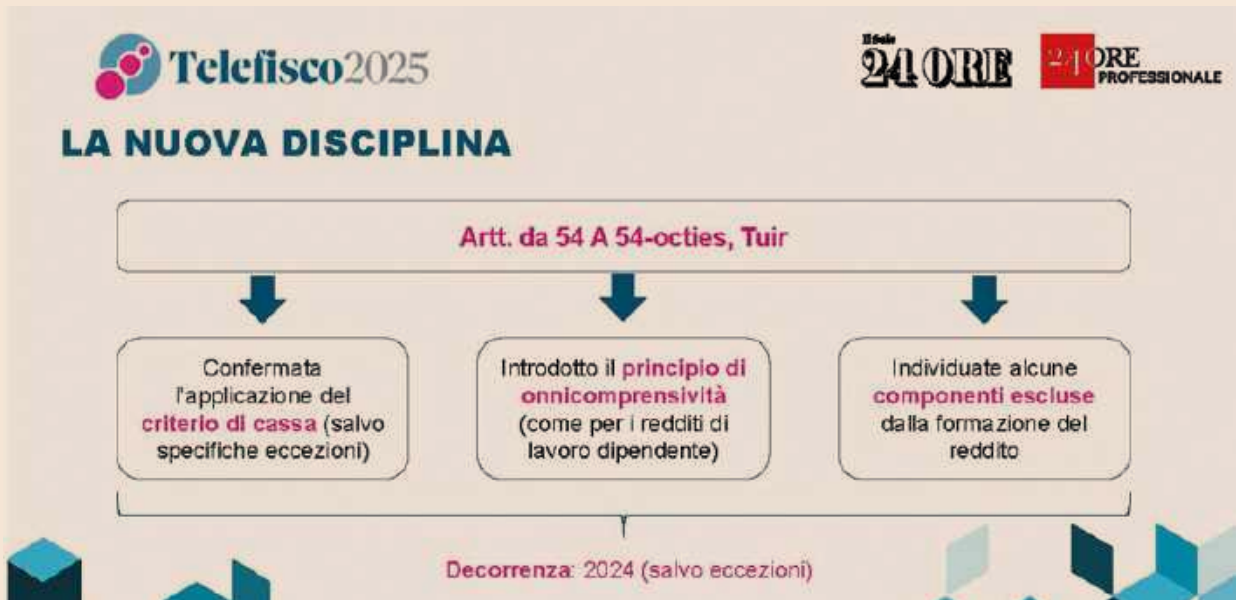 Telefisco2025
Il Sole
24 ORE
24 ORE
PROFESSIONALE
LA NUOVA DISCIPLINA
Artt. da 54 A 54-octies, Tuir
Confermata
l'applicazione del
criterio di cassa (salvo
specifiche eccezioni)
Introdotto il principio di
onnicomprensività
(come per i redditi di
lavoro dipendente)
Individuate alcune
componenti escluse
dalla formazione del
reddito
Decorrenza: 2024 (salvo eccezioni)